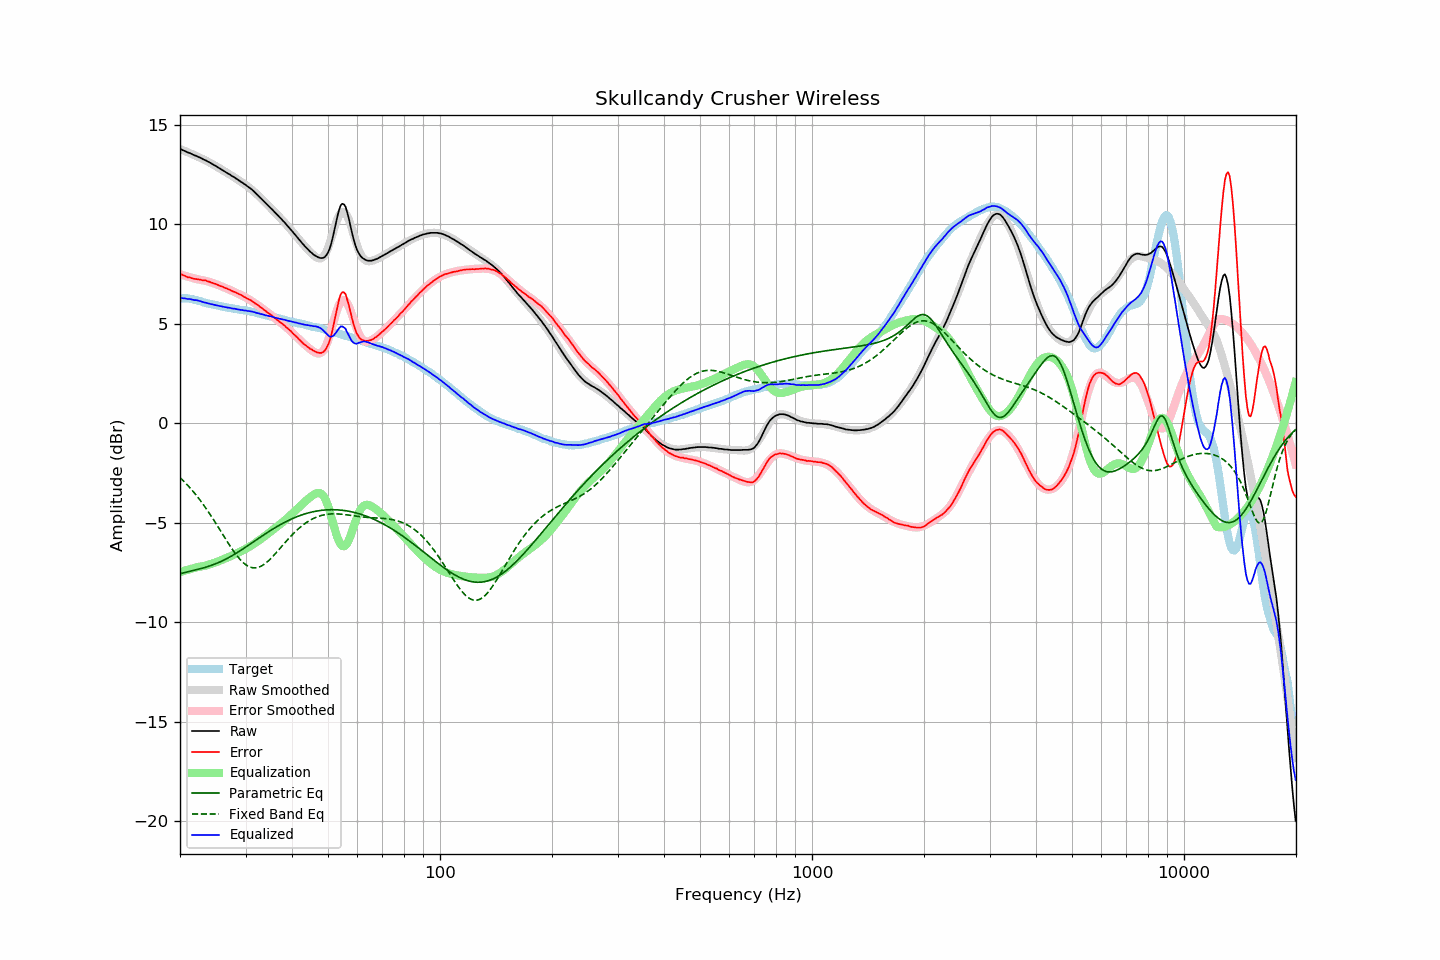 Skullcandy Crusher Wireless
15
10
5
0
−5
−10
−15
−20
Amplitude (dBr)
Target
Raw Smoothed
Error Smoothed
Raw
Error
Equalization
Parametric Eq
Fixed Band Eq
Equalized
100
1000
10000
Frequency (Hz)